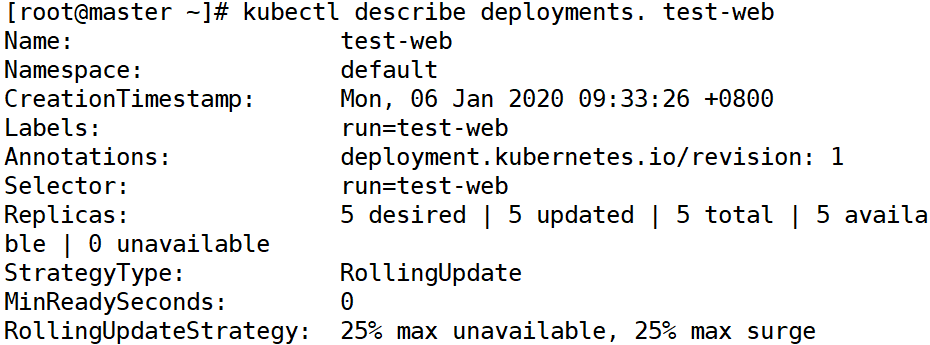 [root@master ~]# kubectl describe deployments. test-web
Name:                   test-web
Namespace:              default
CreationTimestamp:      Mon, 06 Jan 2020 09:33:26 +0800
Labels:                 run=test-web
Annotations:            deployment.kubernetes.io/revision: 1
Selector:               run=test-web
Replicas:               5 desired | 5 updated | 5 total | 5 availa
ble | 0 unavailable
StrategyType:           RollingUpdate
MinReadySeconds:        0
RollingUpdateStrategy:  25% max unavailable, 25% max surge